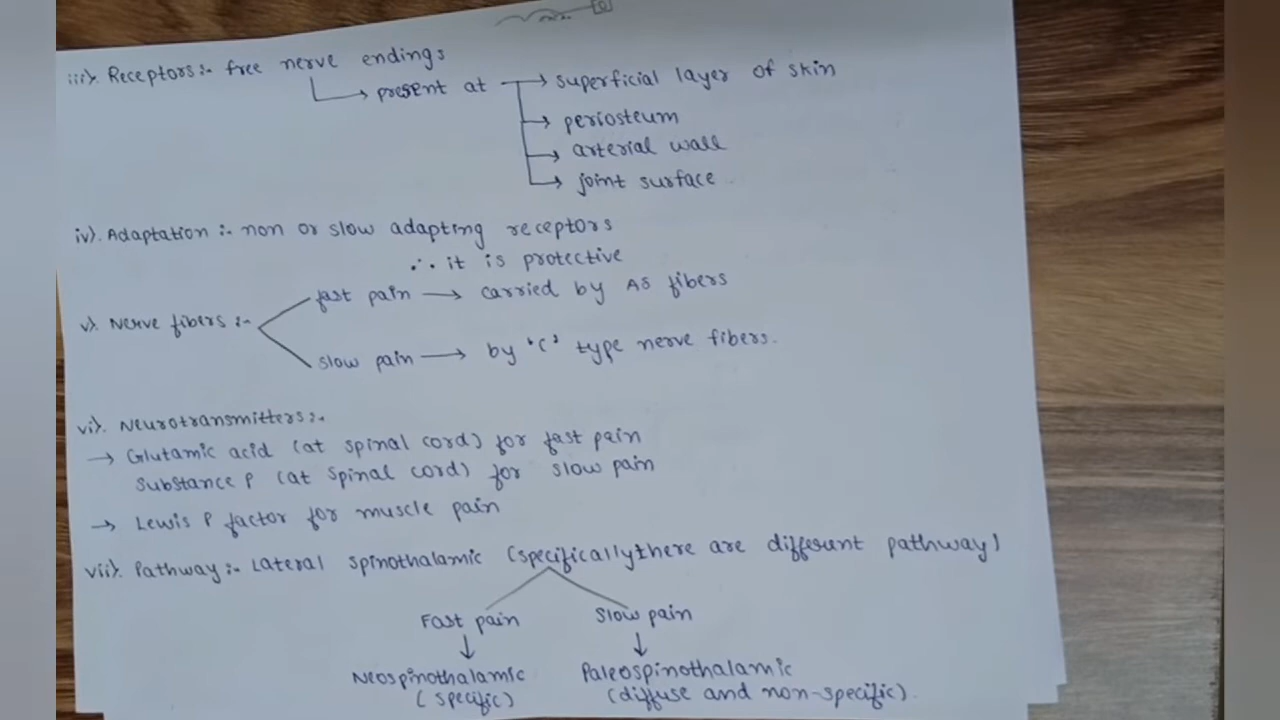 iii). Receptors:- free nerve endings
present at → superficial layer of skin
→ periosteum
→ arterial wall
→ joint surface
iv). Adaptation :- non or slow adapting receptors
∴ it is protective
v). Nerve fibers :-
fast pain → carried by Aδ fibers
slow pain → by "C" type nerve fibers.
vi). Neurotransmitters:-
→ Glutamic acid (at spinal cord) for fast pain
Substance P (at spinal cord) for slow pain
→ Lewis P factor for muscle pain
vii). Pathway:- Lateral spinothalamic (specifically there are different pathway)
Fast pain
↓
Neospinothalamic
(specific)
Slow pain
↓
Paleospinothalamic
(diffuse and non-specific).